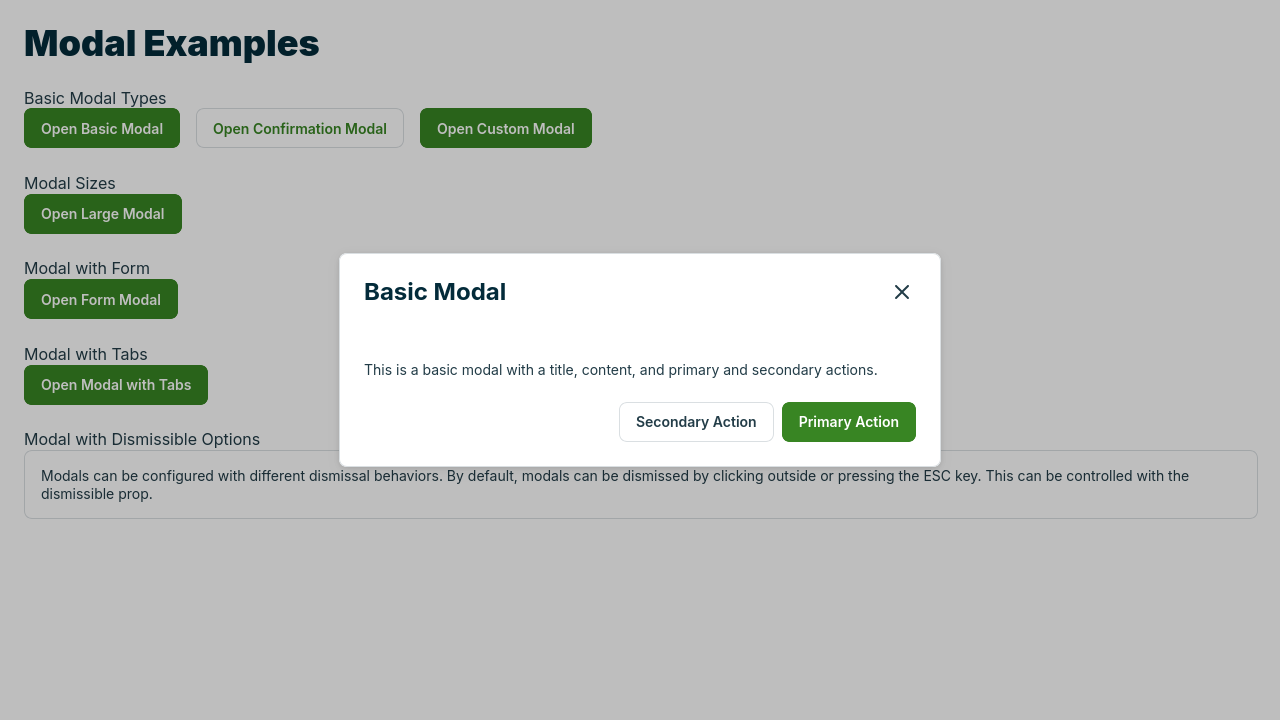 Modal Examples
Basic Modal Types
Open Basic Modal
Open Confirmation Modal
Open Custom Modal
Modal Sizes
Open Large Modal
Modal with Form
Open Form Modal
Modal with Tabs
Open Modal with Tabs
Modal with Dismissible Options
Modals can be configured with different dismissal behaviors. By default, modals can be dismissed by clicking outside or pressing the ESC key. This can be controlled with the
dismissible prop.
Basic Modal
This is a basic modal with a title, content, and primary and secondary actions.
Secondary Action
Primary Action